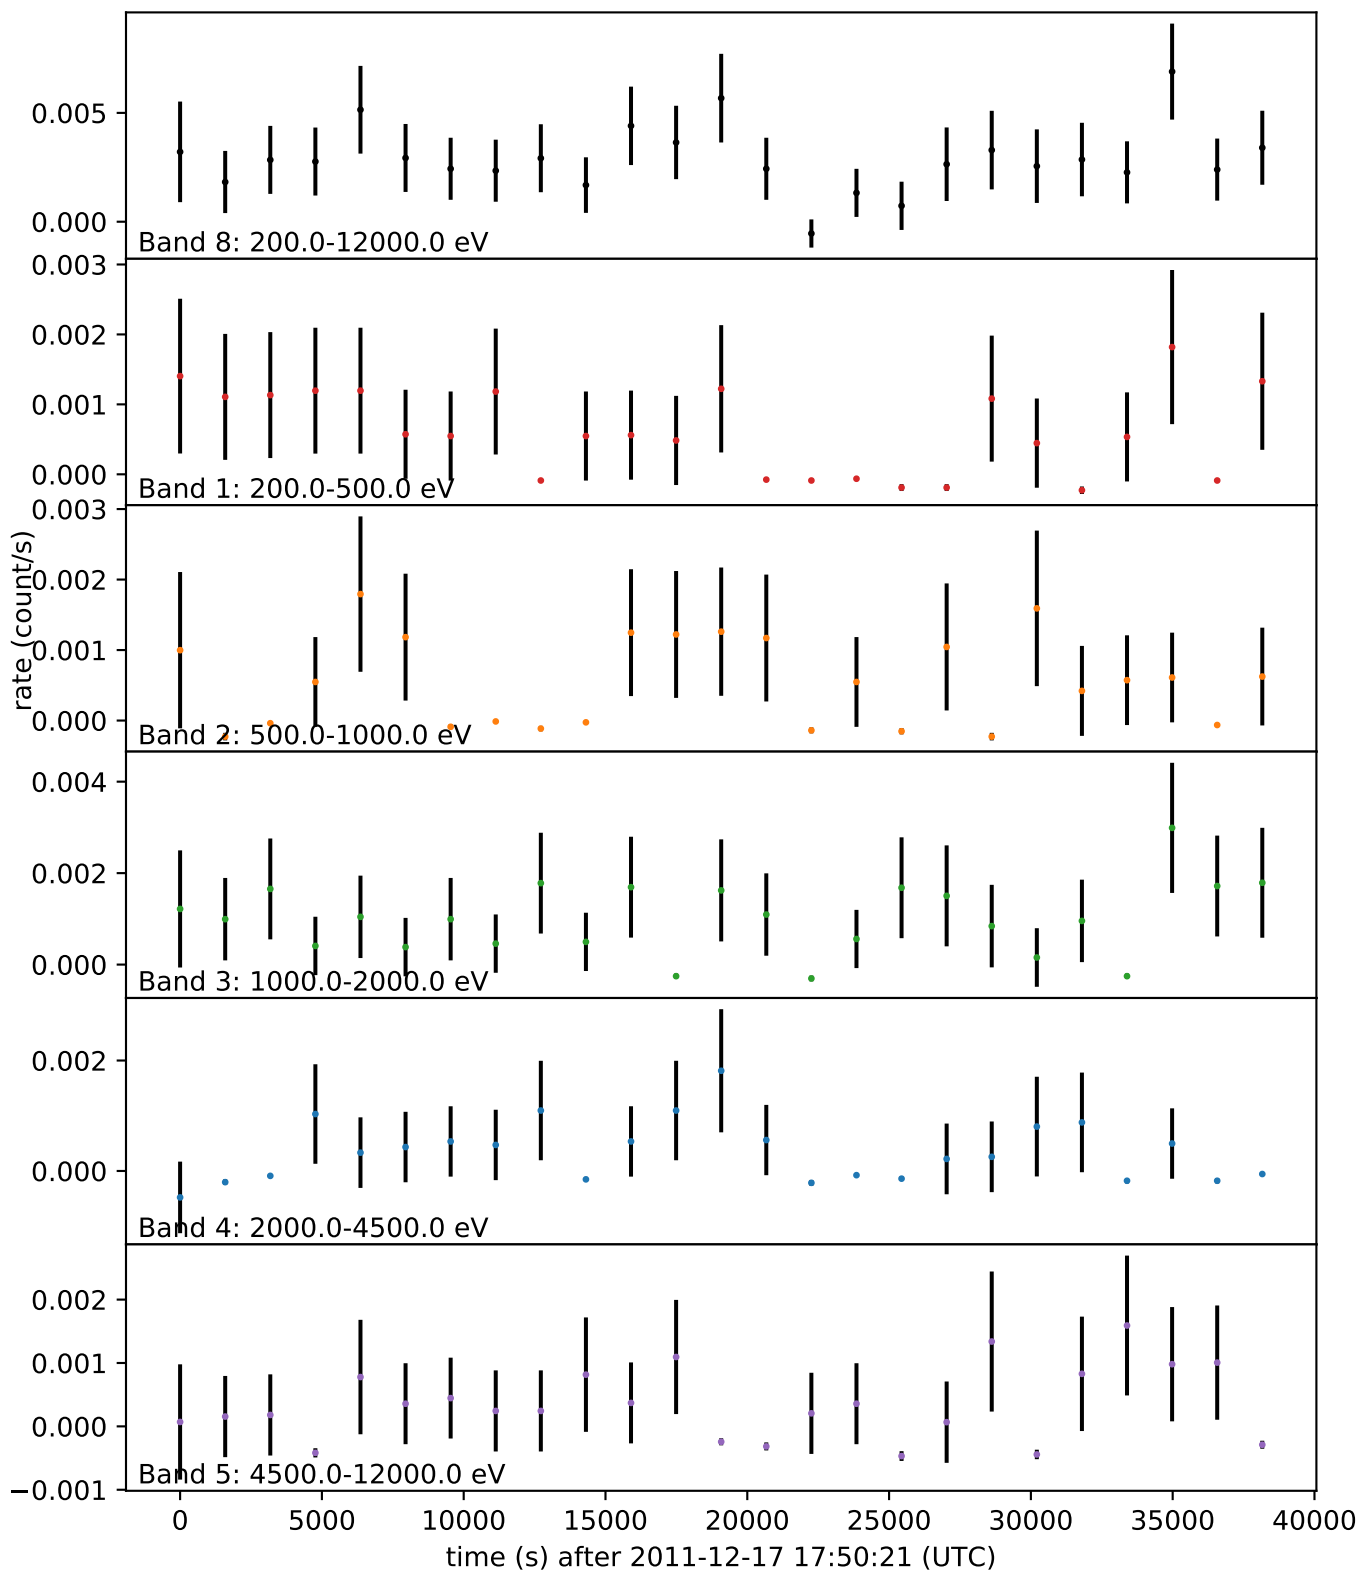 0.005
0.000
Band 8: 200.0-12000.0 eV
0.003
0.002
0.001
0.000
Band 1: 200.0-500.0 eV
0.003
0.002
0.001
0.000
Band 2: 500.0-1000.0 eV
rate (count/s)
0.004
0.002
0.000
Band 3: 1000.0-2000.0 eV
0.002
0.000
Band 4: 2000.0-4500.0 eV
0.002
0.001
0.000
−0.001
Band 5: 4500.0-12000.0 eV
0 5000 10000 15000 20000 25000 30000 35000 40000
time (s) after 2011-12-17 17:50:21 (UTC)